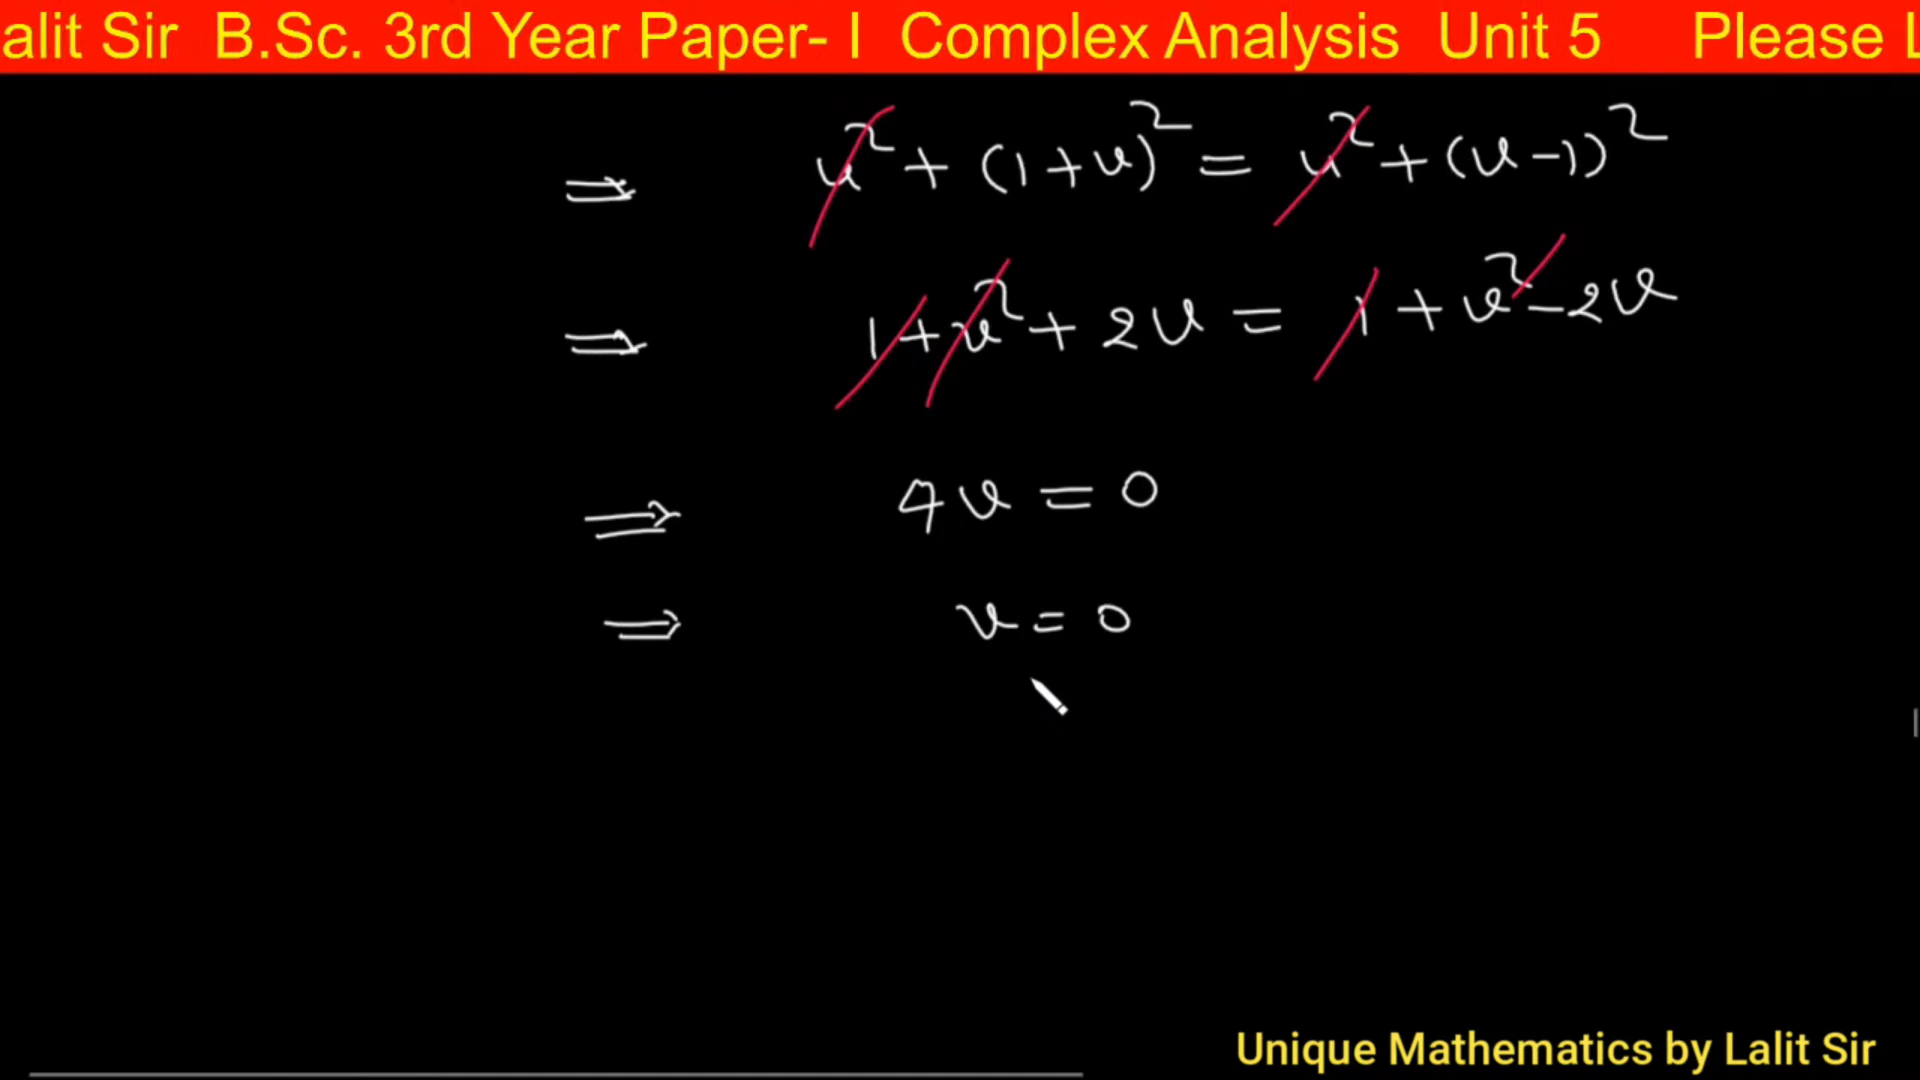 alit Sir B.Sc. 3rd Year Paper- I Complex Analysis Unit 5 Please L
⇒ u² + (1+v)² = u² + (v-1)²
⇒ 1+v² + 2v = 1 + v² - 2v
⇒ 4v = 0
⇒ v = 0
Unique Mathematics by Lalit Sir